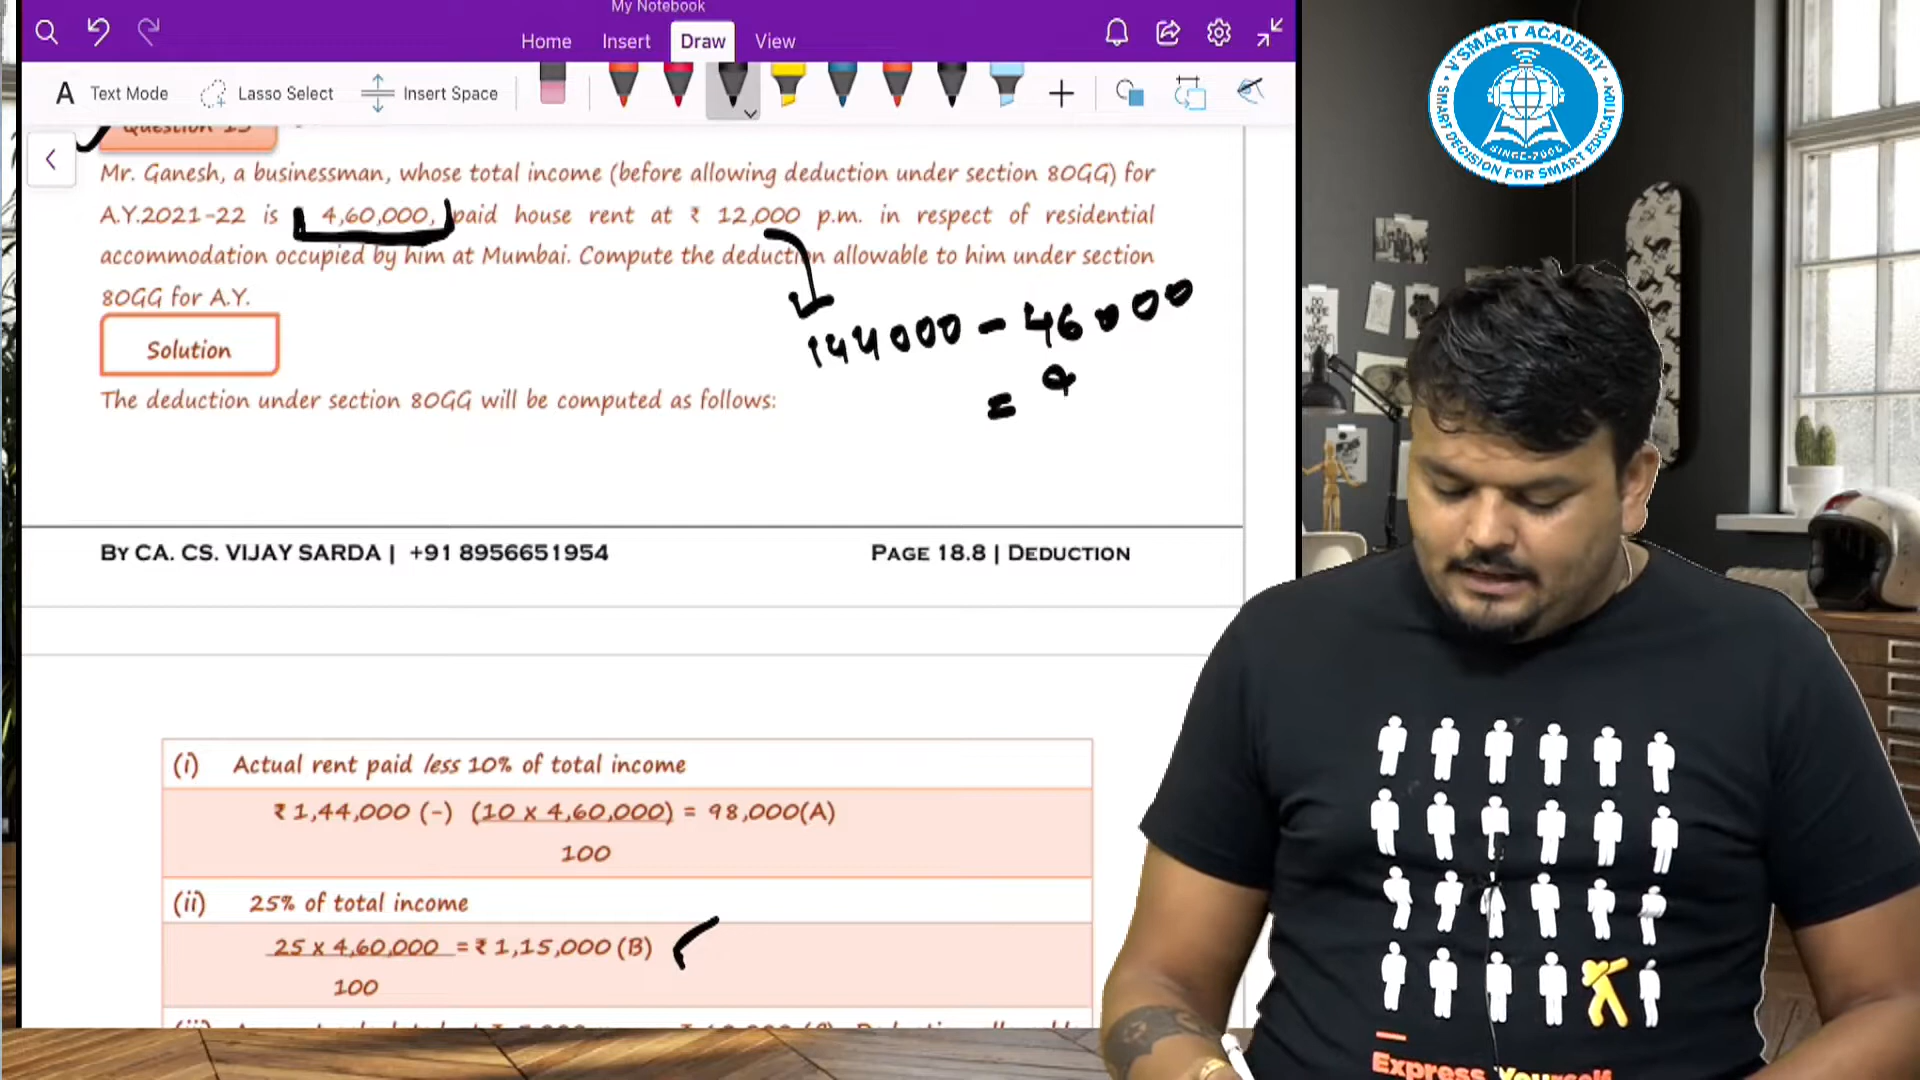 My Notebook
Home Insert Draw View
A Text Mode Lasso Select Insert Space
Question 15
Mr. Ganesh, a businessman, whose total income (before allowing deduction under section 80GG) for
A.Y.2021-22 is 4,60,000, paid house rent at ₹ 12,000 p.m. in respect of residential
accommodation occupied by him at Mumbai. Compute the deduction allowable to him under section
80GG for A.Y.
144000 - 46000
= 9
Solution
The deduction under section 80GG will be computed as follows:
BY CA. CS. VIJAY SARDA | +91 8956651954
PAGE 18.8 | DEDUCTION
(i) Actual rent paid less 10% of total income
₹ 1,44,000 (-) (10 x 4,60,000) = 98,000(A)
100
(ii) 25% of total income
25 x 4,60,000 = ₹ 1,15,000 (B)
100
V'SMART ACADEMY
SMART DECISION FOR SMART EDUCATION
SINCE-2006
DO
MORE
OF
WHAT
Express Yourself